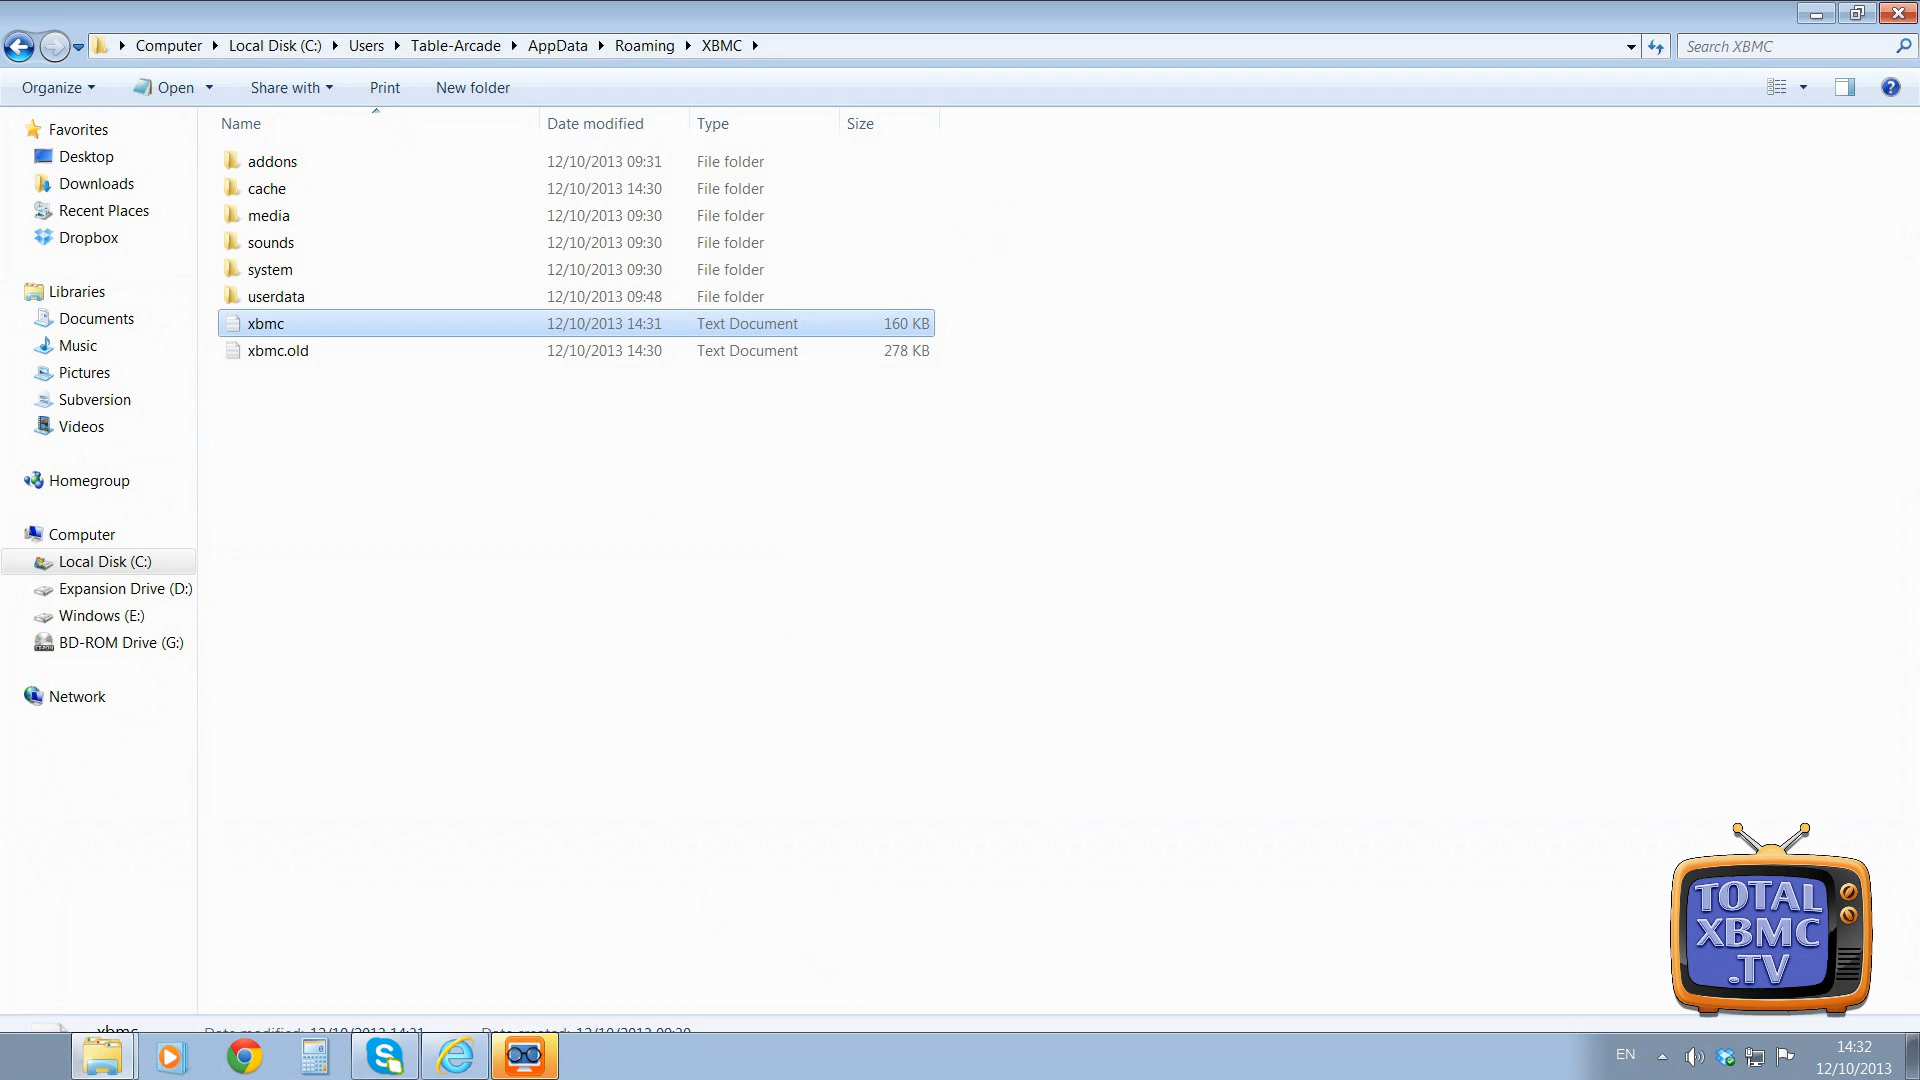 Computer Local Disk (C:) Users Table-Arcade AppData Roaming XBMC
Search XBMC
Organize Open Share with Print New folder
Name Date modified Type Size
Favorites
Desktop
Downloads
Recent Places
Dropbox
Libraries
Documents
Music
Pictures
Subversion
Videos
Homegroup
Computer
Local Disk (C:)
Expansion Drive (D:)
Windows (E:)
BD-ROM Drive (G:)
Network
addons 12/10/2013 09:31 File folder
cache 12/10/2013 14:30 File folder
media 12/10/2013 09:30 File folder
sounds 12/10/2013 09:30 File folder
system 12/10/2013 09:30 File folder
userdata 12/10/2013 09:48 File folder
xbmc 12/10/2013 14:31 Text Document 160 KB
xbmc.old 12/10/2013 14:30 Text Document 278 KB
TOTAL
XBMC
.TV
xbmc Date modified: 12/10/2013 14:31 Date created: 12/10/2013 09:30
EN
14:32
12/10/2013